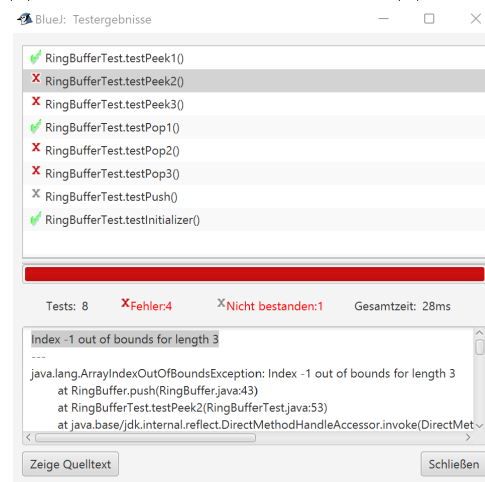 BlueJ: Testergebnisse
RingBufferTest.testPeek1()
RingBufferTest.testPeek2()
RingBufferTest.testPeek3()
RingBufferTest.testPop1()
RingBufferTest.testPop2()
RingBufferTest.testPop3()
RingBufferTest.testPush()
RingBufferTest.testInitializer()
Tests: 8 XFehler:4 XNicht bestanden:1 Gesamtzeit: 28ms
Index -1 out of bounds for length 3
---
java.lang.ArrayIndexOutOfBoundsException: Index -1 out of bounds for length 3
at RingBuffer.push(RingBuffer.java:43)
at RingBufferTest.testPeek2(RingBufferTest.java:53)
at java.base/jdk.internal.reflect.DirectMethodHandleAccessor.invoke(DirectMet
Zeige Quelltext Schließen